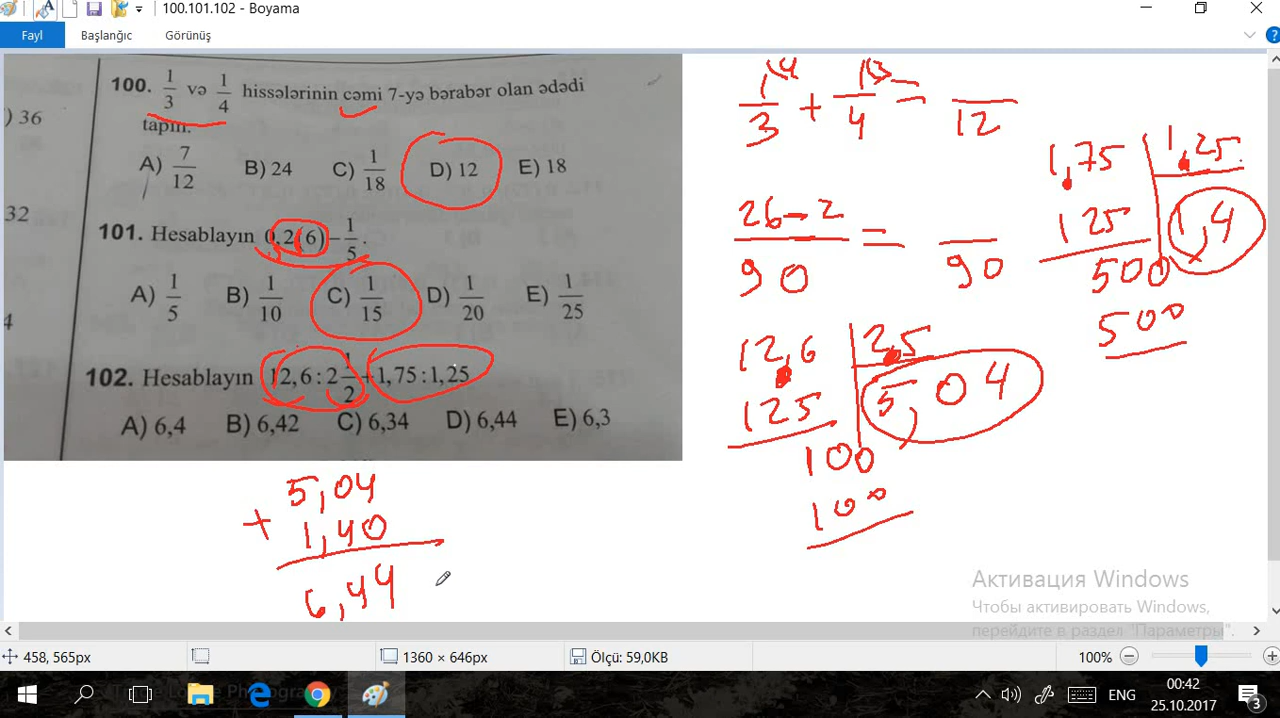 100.101.102 - Boyama
Fayl Başlanğıc Görünüş
100. 1/3 və 1/4 hissələrinin cəmi 7-yə bərabər olan ədədi
tapın.
) 36
A) 7/12 B) 24 C) 1/18 D) 12 E) 18
32
101. Hesablayın 0,2(6) – 1/5.
A) 1/5 B) 1/10 C) 1/15 D) 1/20 E) 1/25
4
102. Hesablayın 12,6 : 2 1/2 + 1,75 : 1,25
A) 6,4 B) 6,42 C) 6,34 D) 6,44 E) 6,3
1/3 + 1/4 = /12
26-2/90 = /90
1,75 1,25
125 1,4
500
500
12,6 2,5
125 5,04
100
100
5,04
+ 1,40
6,44
Активация Windows
Чтобы активировать Windows,
перейдите в раздел "Параметры".
458, 565px 1360 × 646px Ölçü: 59,0KB 100%
ENG 00:42
25.10.2017
3